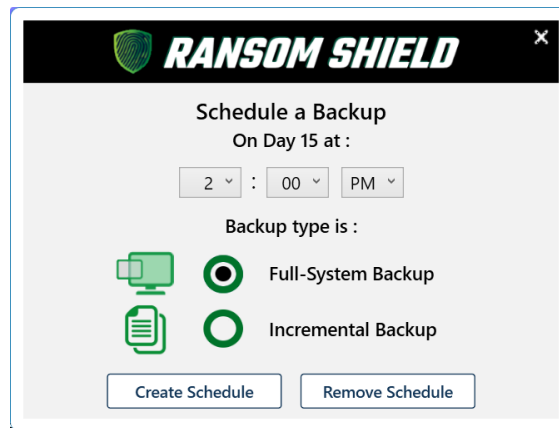 RANSOM SHIELD
Schedule a Backup
On Day 15 at :
2 : 00 PM
Backup type is :
Full-System Backup
Incremental Backup
Create Schedule Remove Schedule